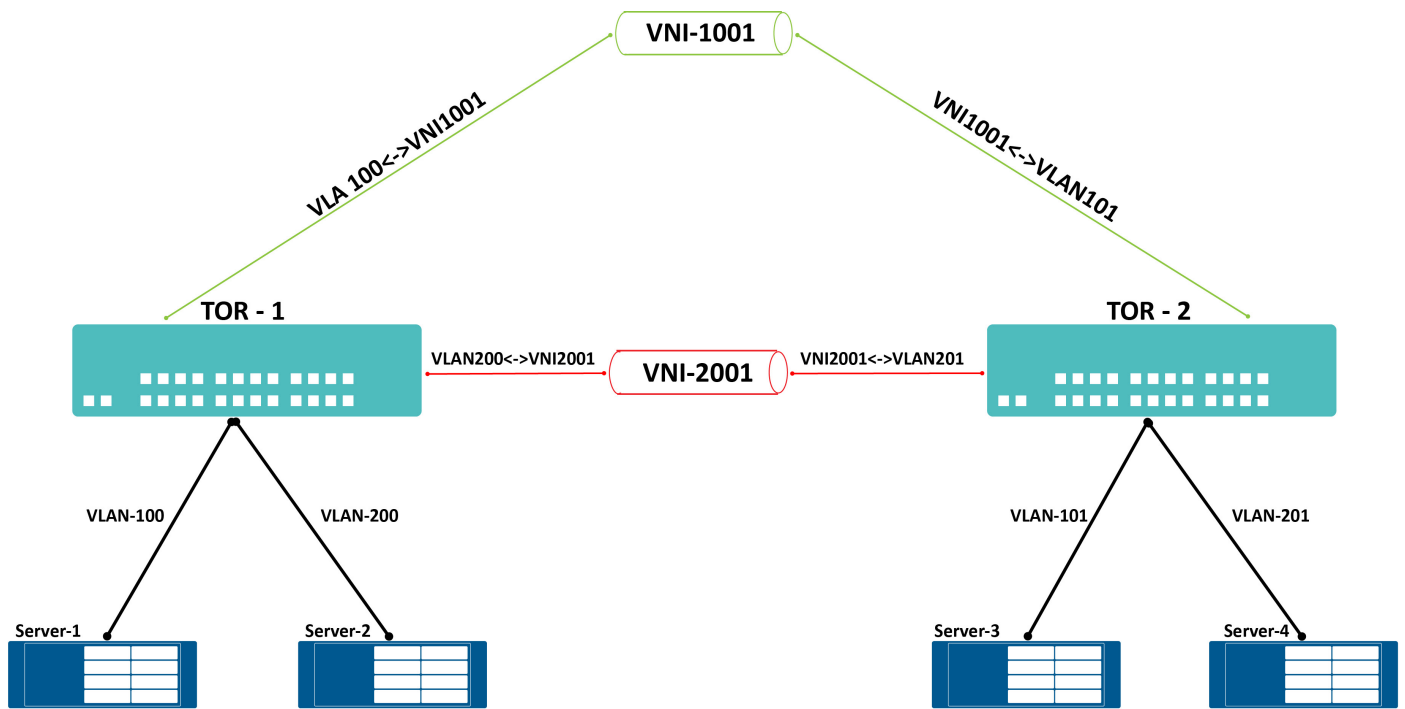 VNI-1001
VLA 100<->VNI1001
VNI1001<->VLAN101
TOR - 1
TOR - 2
VLAN200<->VNI2001
VNI-2001
VNI2001<->VLAN201
VLAN-100
VLAN-200
VLAN-101
VLAN-201
Server-1
Server-2
Server-3
Server-4